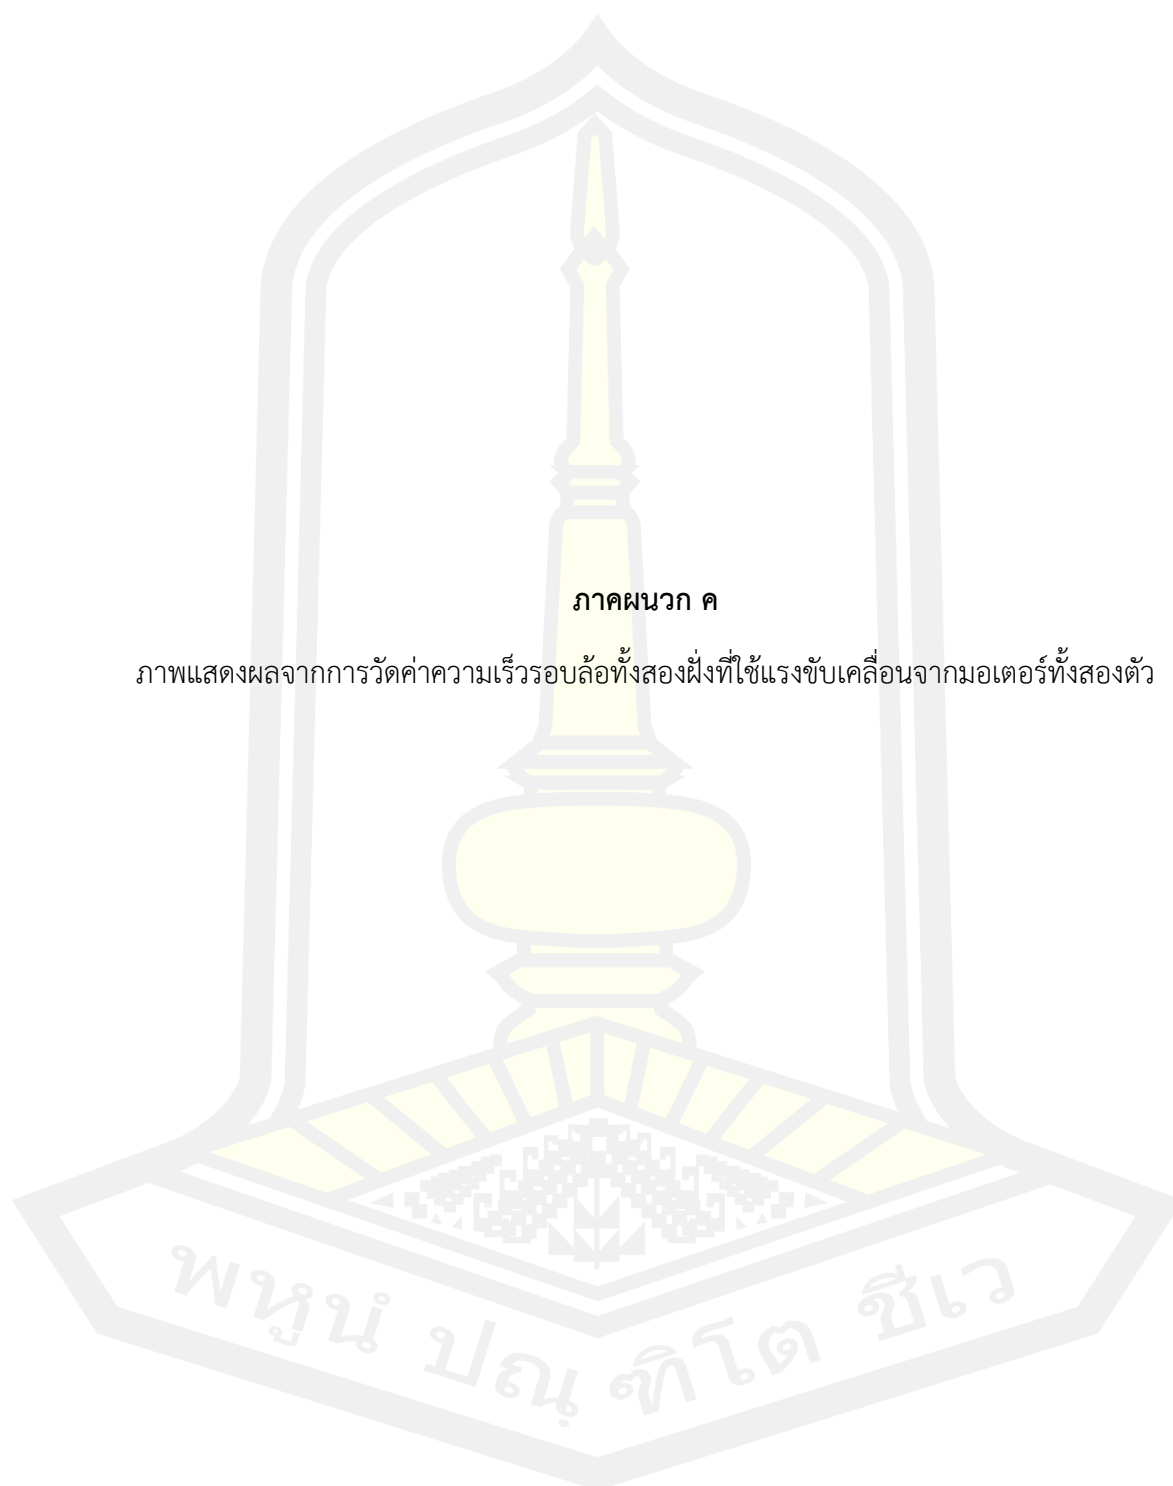 ภาคผนวก ค
ภาพแสดงผลจากการวัดค่าความเร็วรอบล้อทั้งสองฝั่งที่ใช้แรงขับเคลื่อนจากมอเตอร์ทั้งสองตัว
พหูนํ ปณฺฑิโต ชีเว